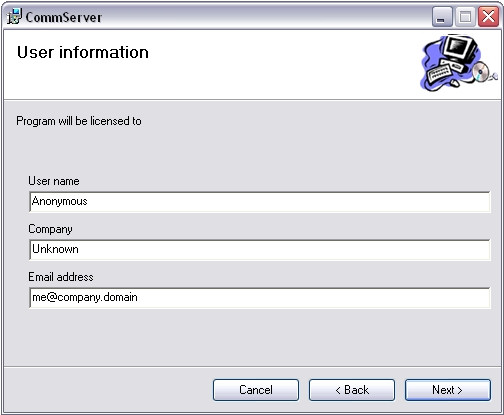 CommServer
User information
Program will be licensed to
User name
Anonymous
Company
Unknown
Email address
me@company.domain
Cancel
< Back
Next >